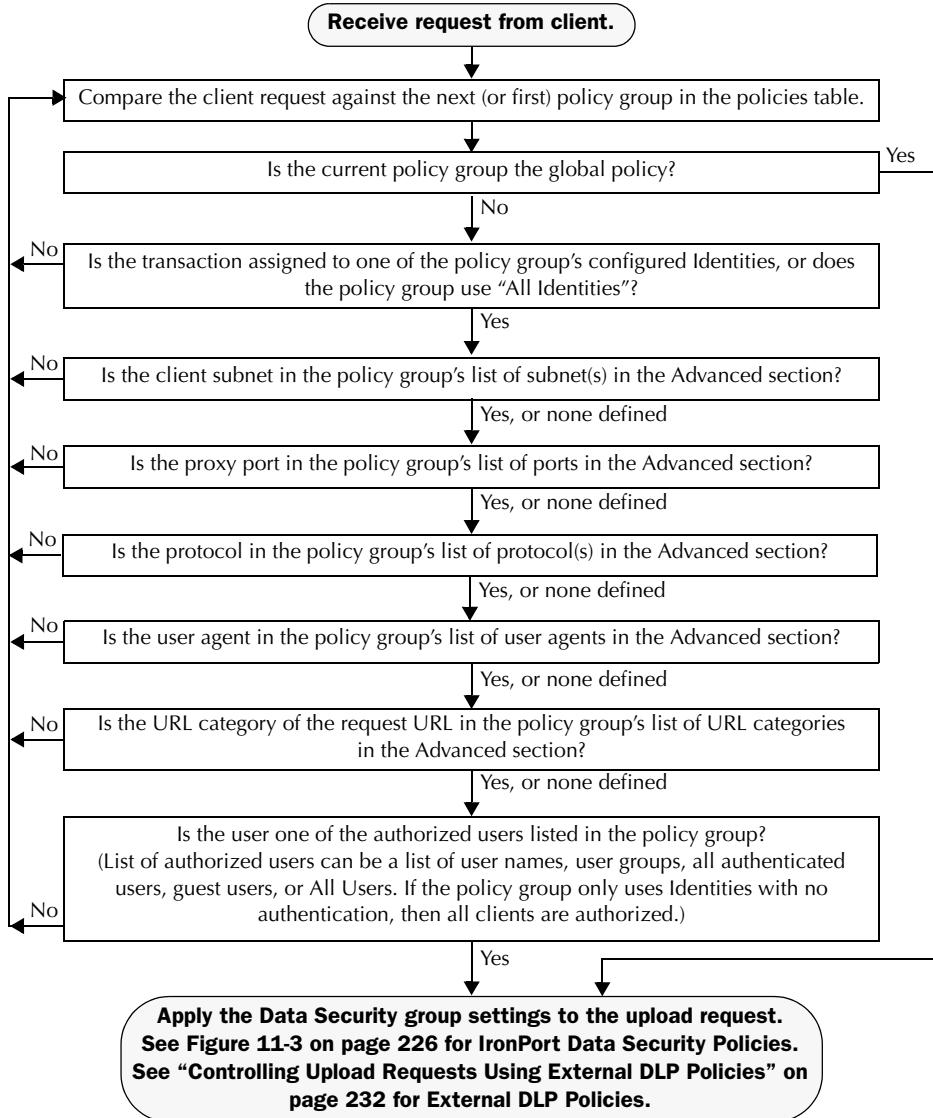 Receive request from client.
Compare the client request against the next (or first) policy group in the policies table.
Is the current policy group the global policy?
Yes
No
No
Is the transaction assigned to one of the policy group's configured Identities, or does
the policy group use “All Identities”?
Yes
No
Is the client subnet in the policy group's list of subnet(s) in the Advanced section?
Yes, or none defined
No
Is the proxy port in the policy group's list of ports in the Advanced section?
Yes, or none defined
No
Is the protocol in the policy group's list of protocol(s) in the Advanced section?
Yes, or none defined
No
Is the user agent in the policy group's list of user agents in the Advanced section?
Yes, or none defined
No
Is the URL category of the request URL in the policy group's list of URL categories
in the Advanced section?
Yes, or none defined
Is the user one of the authorized users listed in the policy group?
(List of authorized users can be a list of user names, user groups, all authenticated
users, guest users, or All Users. If the policy group only uses Identities with no
authentication, then all clients are authorized.)
No
Yes
Apply the Data Security group settings to the upload request.
See Figure 11-3 on page 226 for IronPort Data Security Policies.
See “Controlling Upload Requests Using External DLP Policies” on
page 232 for External DLP Policies.